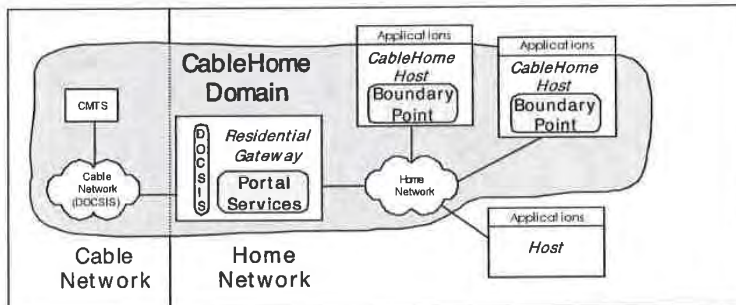 Applications
CableHome
Host
Boundary
Point
Applications
CableHome
Host
Boundary
Point
CableHome
Domain
CMTS
DOCSIS
Residential
Gateway
Portal
Services
Cable
Network
(DOCSIS)
Home
Network
Applications
Host
Cable
Network
Home
Network